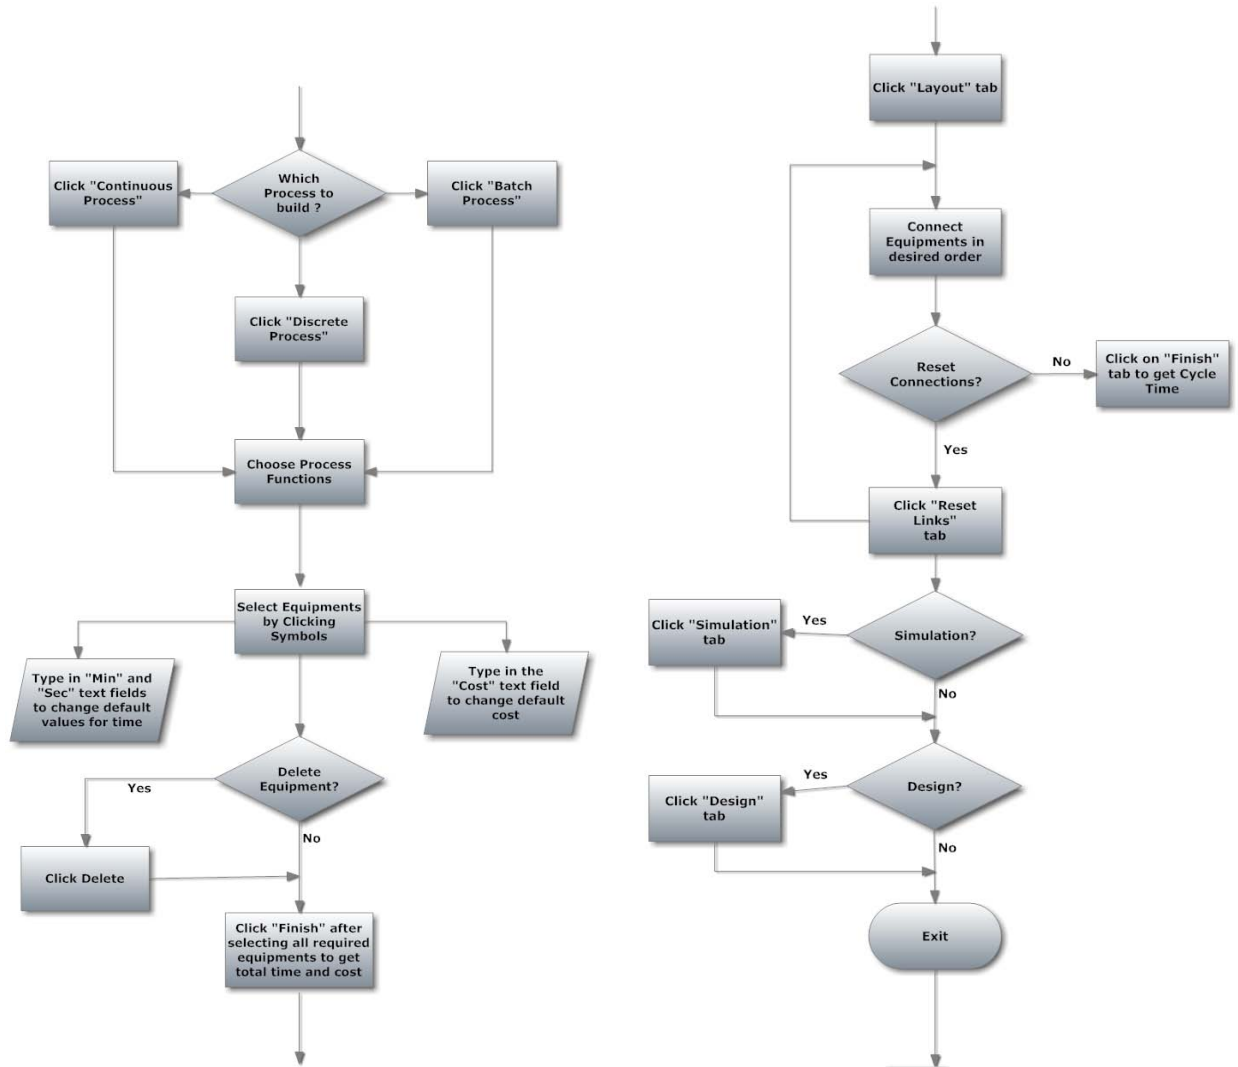 Which
Process to
build ?
Click "Continuous
Process"
Click "Batch
Process"
Click "Discrete
Process"
Choose Process
Functions
Select Equipments
by Clicking
Symbols
Type in "Min" and
"Sec" text fields
to change default
values for time
Type in the
"Cost" text field
to change default
cost
Delete
Equipment?
Yes
No
Click Delete
Click "Finish" after
selecting all required
equipments to get
total time and cost
Click "Layout" tab
Connect
Equipments in
desired order
Reset
Connections?
No
Click on "Finish"
tab to get Cycle
Time
Yes
Click "Reset
Links"
tab
Simulation?
Yes
Click "Simulation"
tab
No
Design?
Yes
Click "Design"
tab
No
Exit